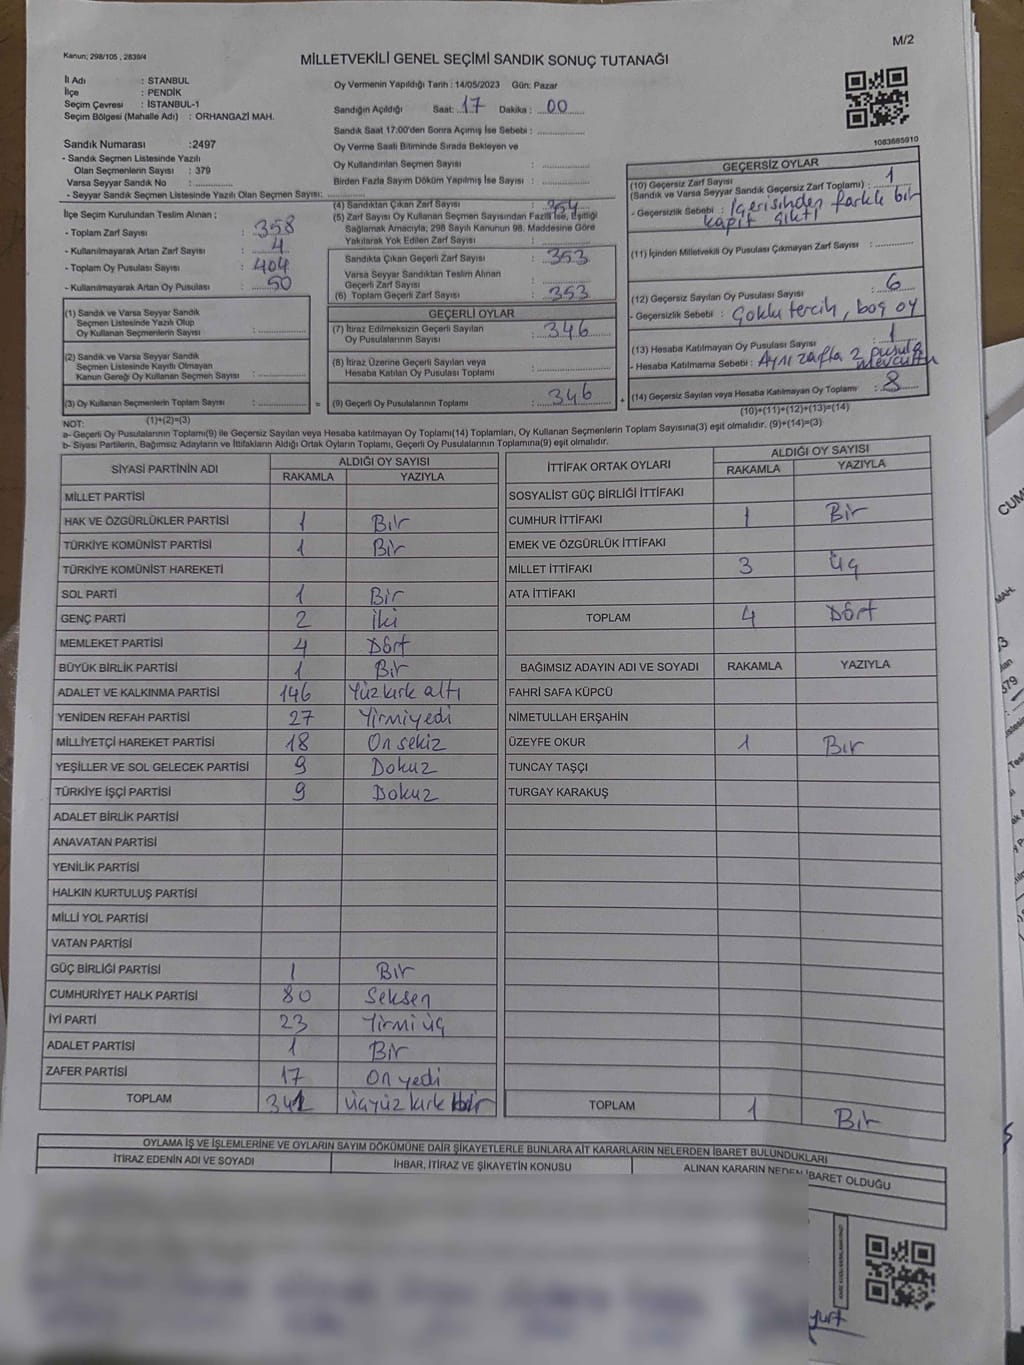 M/2
Kanun; 298/105 , 2839/4
MİLLETVEKİLİ GENEL SEÇİMİ SANDIK SONUÇ TUTANAĞI
İl Adı : STANBUL
İlçe : PENDİK
Seçim Çevresi : İSTANBUL-1
Seçim Bölgesi (Mahalle Adı) : ORHANGAZİ MAH.
Oy Vermenin Yapıldığı Tarih : 14/05/2023 Gün: Pazar
Sandığın Açıldığı Saat: 17 Dakika : 00
Sandık Saat 17:00'den Sonra Açımış İse Sebebi :
Oy Verme Saati Bitiminde Sırada Bekleyen ve
Oy Kullandırılan Seçmen Sayısı :
Birden Fazla Sayım Döküm Yapılmış İse Sayısı :
1083685910
Sandık Numarası :2497
- Sandık Seçmen Listesinde Yazılı
Olan Seçmenlerin Sayısı : 379
Varsa Seyyar Sandık No :
- Seyyar Sandık Seçmen Listesinde Yazılı Olan Seçmen Sayısı:
İlçe Seçim Kurulundan Teslim Alınan ;
- Toplam Zarf Sayısı : 358
- Kullanılmayarak Artan Zarf Sayısı : 4
- Toplam Oy Pusulası Sayısı : 404
- Kullanılmayarak Artan Oy Pusulası : 50
(1) Sandık ve Varsa Seyyar Sandık
Seçmen Listesinde Yazılı Olup
Oy Kullanan Seçmenlerin Sayısı :
(2) Sandık ve Varsa Seyyar Sandık
Seçmen Listesinde Kayıtlı Olmayan
Kanun Gereği Oy Kullanan Seçmen Sayısı :
(3) Oy Kullanan Seçmenlerin Toplam Sayısı :
(1)+(2)=(3)
(4) Sandıktan Çıkan Zarf Sayısı : 354
(5) Zarf Sayısı Oy Kullanan Seçmen Sayısından Fazla İse, Eşitliği
Sağlamak Amacıyla; 298 Sayılı Kanunun 98. Maddesine Göre
Yakılarak Yok Edilen Zarf Sayısı :
Sandıkta Çıkan Geçerli Zarf Sayısı : 353
Varsa Seyyar Sandıktan Teslim Alınan
Geçerli Zarf Sayısı :
(6) Toplam Geçerli Zarf Sayısı : 353
GEÇERLİ OYLAR
(7) İtiraz Edilmeksizin Geçerli Sayılan
Oy Pusulalarının Sayısı : 346
(8) İtiraz Üzerine Geçerli Sayılan veya
Hesaba Katılan Oy Pusulası Toplamı :
= (9) Geçerli Oy Pusulalarının Toplamı : 346 +
GEÇERSİZ OYLAR
(10) Geçersiz Zarf Sayısı
(Sandık ve Varsa Seyyar Sandık Geçersiz Zarf Toplamı) : 1
- Geçersizlik Sebebi : İçerisinden farklı bir
kağıt çıktı
(11) İçinden Milletvekili Oy Pusulası Çıkmayan Zarf Sayısı :
(12) Geçersiz Sayılan Oy Pusulası Sayısı : 6
- Geçersizlik Sebebi : Çoklu tercih, boş oy
(13) Hesaba Katılmayan Oy Pusulası Sayısı : 1
- Hesaba Katılmama Sebebi : Aynı zafta 2 pusula
mevcuttu
(14) Geçersiz Sayılan veya Hesaba Katılmayan Oy Toplamı : 8
(10)+(11)+(12)+(13)=(14)
NOT:
a- Geçerli Oy Pusulalarının Toplamı(9) ile Geçersiz Sayılan veya Hesaba Katılmayan Oy Toplamı(14) Toplamları, Oy Kullanan Seçmenlerin Toplam Sayısına(3) eşit olmalıdır. (9)+(14)=(3)
b- Siyasi Partilerin, Bağımsız Adayların ve İttifakların Aldığı Ortak Oyların Toplamı, Geçerli Oy Pusulalarının Toplamına(9) eşit olmalıdır.
SİYASİ PARTİNİN ADI ALDIĞI OY SAYISI
RAKAMLA YAZIYLA
MİLLET PARTİSİ
HAK VE ÖZGÜRLÜKLER PARTİSİ 1 Bir
TÜRKİYE KOMÜNİST PARTİSİ 1 Bir
TÜRKİYE KOMÜNİST HAREKETİ
SOL PARTİ 1 Bir
GENÇ PARTİ 2 iki
MEMLEKET PARTİSİ 4 Dört
BÜYÜK BİRLİK PARTİSİ 1 Bir
ADALET VE KALKINMA PARTİSİ 146 Yüzkırk altı
YENİDEN REFAH PARTİSİ 27 Yirmiyedi
MİLLİYETÇİ HAREKET PARTİSİ 18 On sekiz
YEŞİLLER VE SOL GELECEK PARTİSİ 9 Dokuz
TÜRKİYE İŞÇİ PARTİSİ 9 Dokuz
ADALET BİRLİK PARTİSİ
ANAVATAN PARTİSİ
YENİLİK PARTİSİ
HALKIN KURTULUŞ PARTİSİ
MİLLİ YOL PARTİSİ
VATAN PARTİSİ
GÜÇ BİRLİĞİ PARTİSİ 1 Bir
CUMHURİYET HALK PARTİSİ 80 Seksen
İYİ PARTİ 23 Yirmi üç
ADALET PARTİSİ 1 Bir
ZAFER PARTİSİ 17 On yedi
TOPLAM 341 üçyüz kırk bir
İTTİFAK ORTAK OYLARI ALDIĞI OY SAYISI
RAKAMLA YAZIYLA
SOSYALİST GÜÇ BİRLİĞİ İTTİFAKI
CUMHUR İTTİFAKI 1 Bir
EMEK VE ÖZGÜRLÜK İTTİFAKI
MİLLET İTTİFAKI 3 üç
ATA İTTİFAKI
TOPLAM 4 Dört
BAĞIMSIZ ADAYIN ADI VE SOYADI RAKAMLA YAZIYLA
FAHRİ SAFA KÜPCÜ
NİMETULLAH ERŞAHİN
ÜZEYFE OKUR 1 Bir
TUNCAY TAŞÇI
TURGAY KARAKUŞ
TOPLAM 1 Bir
OYLAMA İŞ VE İŞLEMLERİNE VE OYLARIN SAYIM DÖKÜMÜNE DAİR ŞİKAYETLERLE BUNLARA AİT KARARLARIN NELERDEN İBARET BULUNDUKLARI
İTİRAZ EDENİN ADI VE SOYADI İHBAR, İTİRAZ VE ŞİKAYETİN KONUSU ALINAN KARARIN NEDEN İBARET OLDUĞU
yurt
CUM
MAH.
379